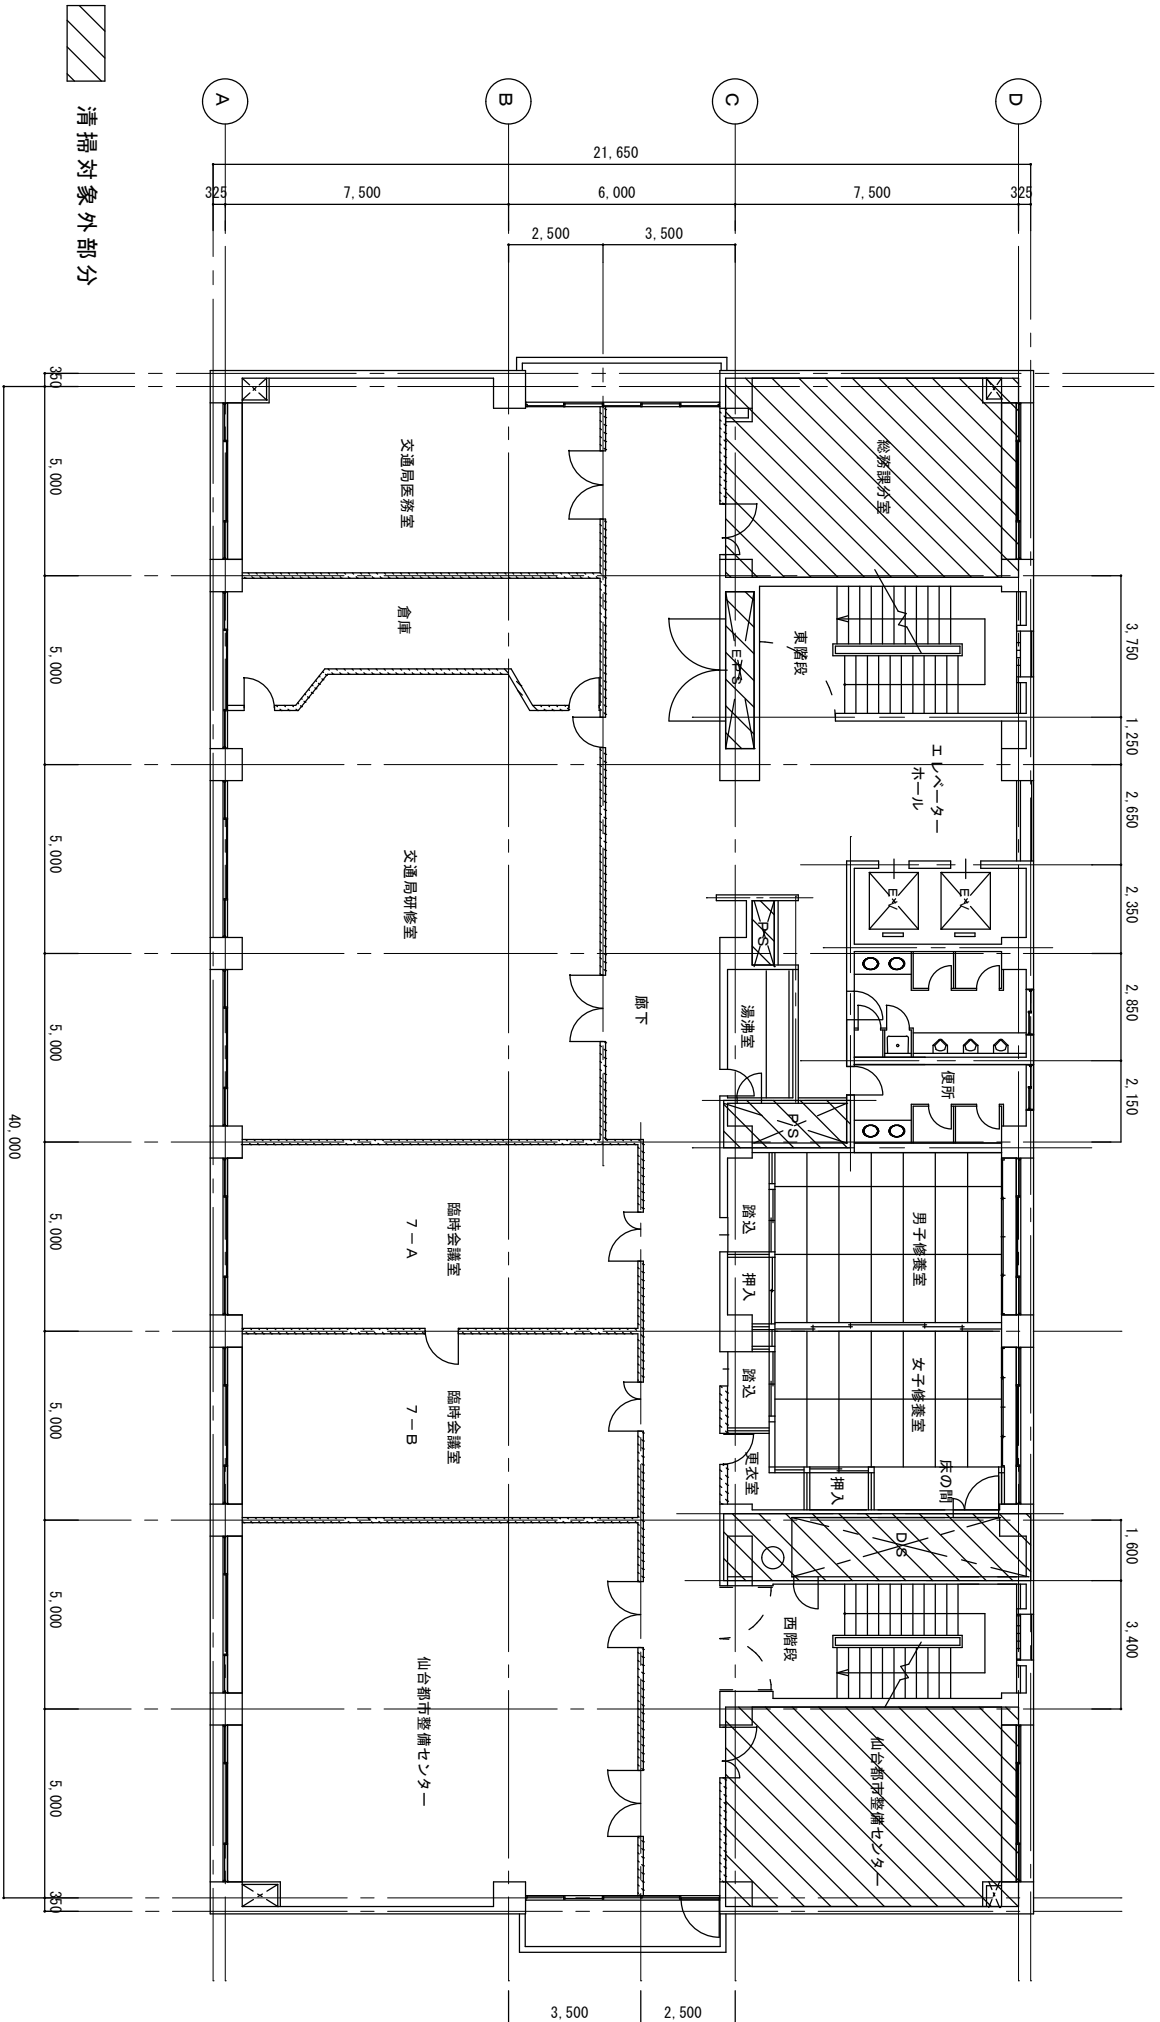 清掃対象外部分
A
B
C
D
21,650
325
7,500
6,000
7,500
325
2,500
3,500
350
5,000
5,000
5,000
5,000
5,000
5,000
5,000
5,000
350
40,000
3,750
1,250
2,650
2,350
2,850
2,150
1,600
3,400
3,500
2,500
交通局医務室
総務課分室
倉庫
EPS
東階段
エレベーター
ホール
EV
EV
交通局研修室
廊下
PS
湯沸室
便所
PS
臨時会議室
7-A
踏込
押入
男子修養室
臨時会議室
7-B
踏込
女子修養室
更衣室
押入
床の間
DS
西階段
仙台都市整備センター
仙台都市整備センター